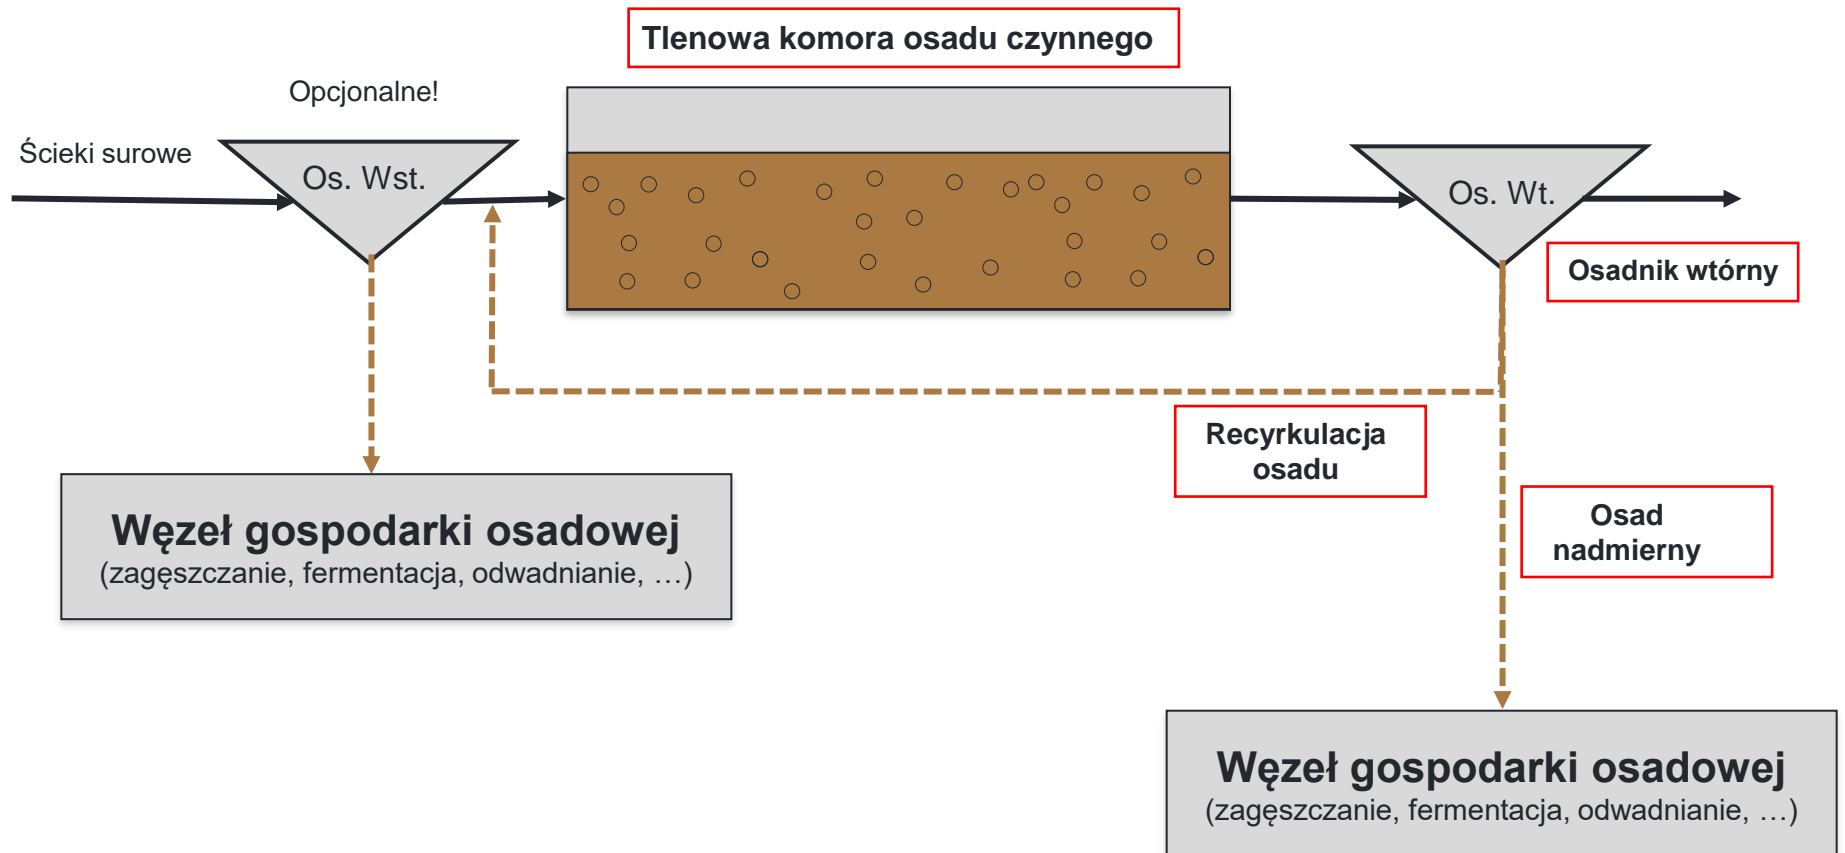 Tlenowa komora osadu czynnego
Opcjonalne!
Ścieki surowe
Os. Wst.
Os. Wt.
Osadnik wtórny
Recyrkulacja
osadu
Osad
nadmierny
Węzeł gospodarki osadowej
(zagęszczanie, fermentacja, odwadnianie, …)
Węzeł gospodarki osadowej
(zagęszczanie, fermentacja, odwadnianie, …)